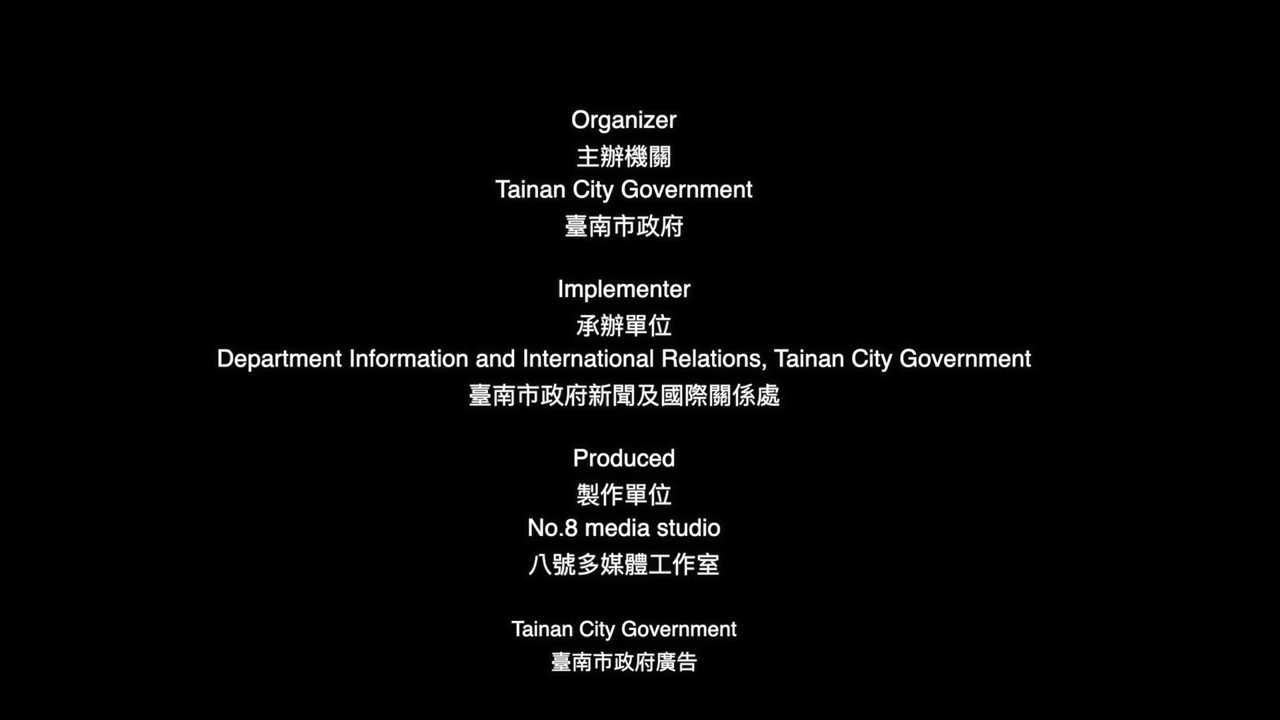 Organizer
主辦機關
Tainan City Government
臺南市政府
Implementer
承辦單位
Department Information and International Relations, Tainan City Government
臺南市政府新聞及國際關係處
Produced
製作單位
No.8 media studio
八號多媒體工作室
Tainan City Government
臺南市政府廣告